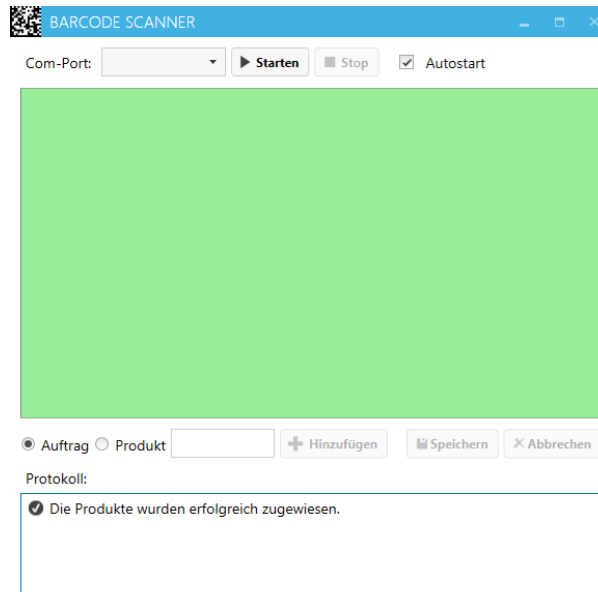 BARCODE SCANNER
Com-Port: Starten Stop Autostart
Auftrag Produkt Hinzufügen Speichern Abbrechen
Protokoll:
Die Produkte wurden erfolgreich zugewiesen.